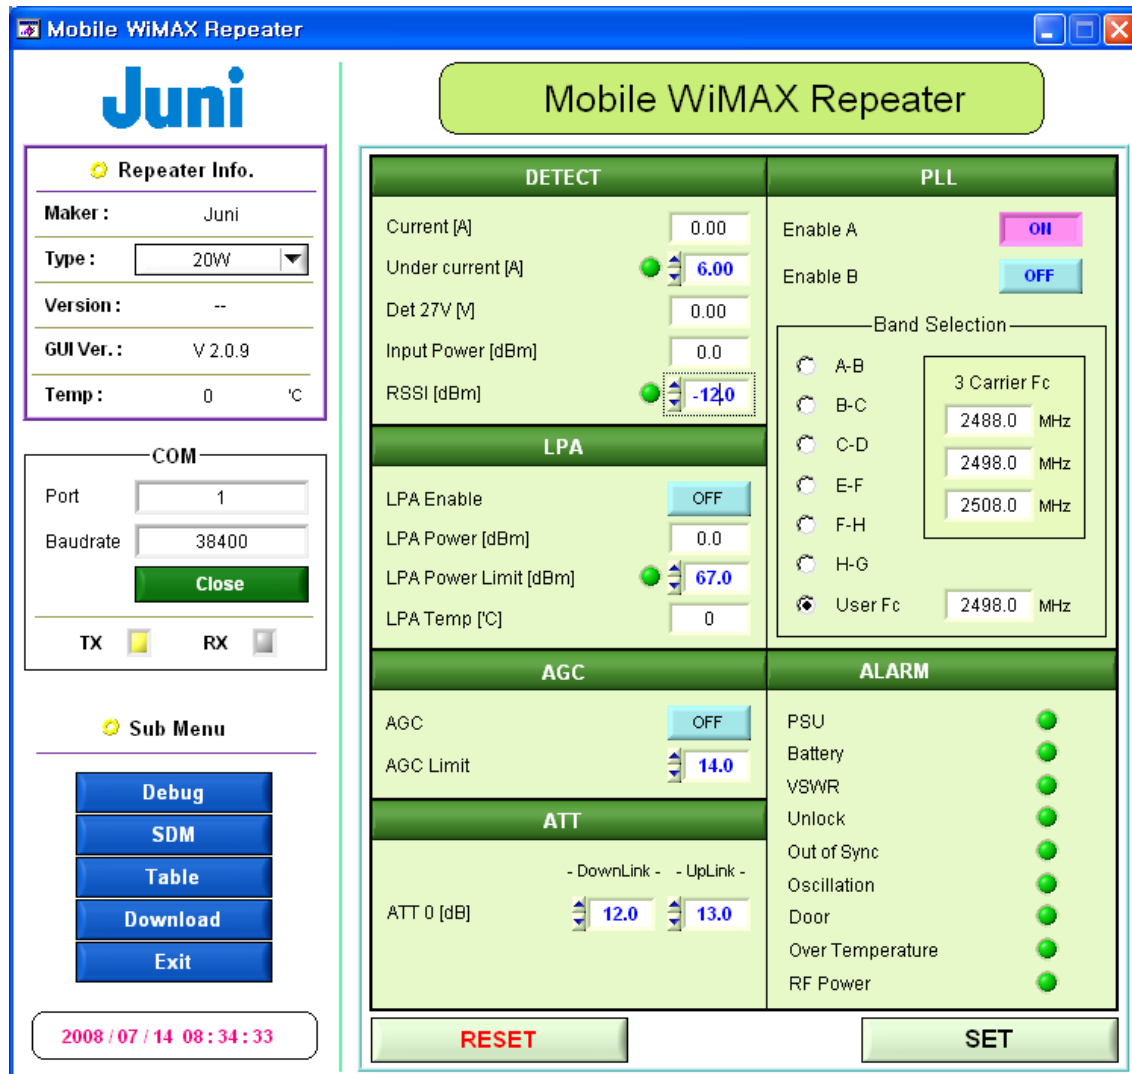 Mobile WiMAX Repeater
Juni
Mobile WiMAX Repeater
Repeater Info.
Maker : Juni
Type : 20W
Version : --
GUI Ver. : V 2.0.9
Temp : 0 'C
COM
Port 1
Baudrate 38400
Close
TX RX
Sub Menu
Debug
SDM
Table
Download
Exit
2008 / 07 / 14 08 : 34 : 33
DETECT
Current [A] 0.00
Under current [A] 6.00
Det 27V [V] 0.00
Input Power [dBm] 0.0
RSSI [dBm] -12.0
LPA
LPA Enable OFF
LPA Power [dBm] 0.0
LPA Power Limit [dBm] 67.0
LPA Temp ['C] 0
AGC
AGC OFF
AGC Limit 14.0
ATT
- DownLink - - UpLink -
ATT 0 [dB] 12.0 13.0
PLL
Enable A ON
Enable B OFF
Band Selection
A-B
B-C
C-D
E-F
F-H
H-G
User Fc 2498.0 MHz
3 Carrier Fc
2488.0 MHz
2498.0 MHz
2508.0 MHz
ALARM
PSU
Battery
VSWR
Unlock
Out of Sync
Oscillation
Door
Over Temperature
RF Power
RESET
SET